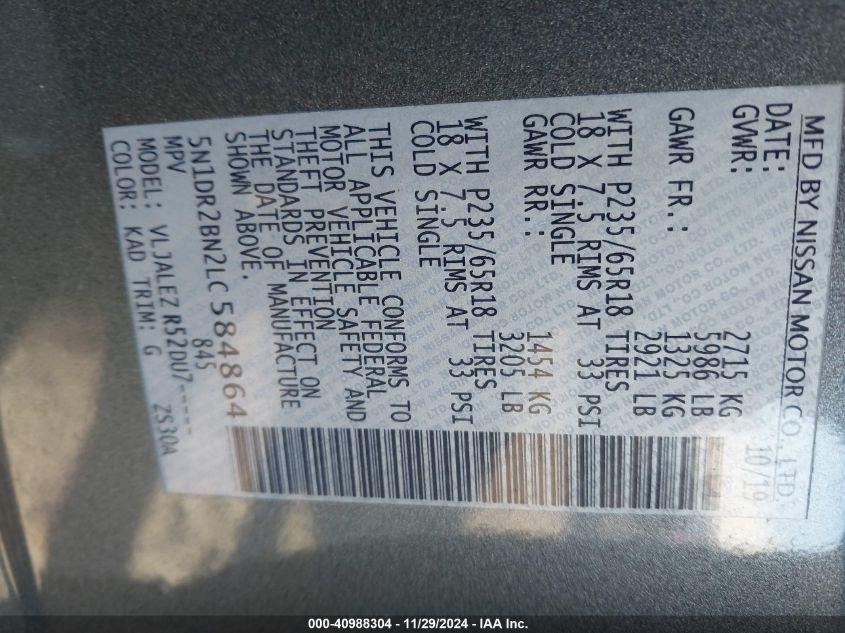 MFD BY NISSAN MOTOR CO., LTD.
DATE: 10/19
GVWR: 2715 KG
5986 LB
GAWR FR.: 1325 KG
2921 LB
WITH P235/65R18 TIRES
18 X 7.5 RIMS AT 33 PSI
COLD SINGLE
GAWR RR.: 1454 KG
3205 LB
WITH P235/65R18 TIRES
18 X 7.5 RIMS AT 33 PSI
COLD SINGLE
THIS VEHICLE CONFORMS TO
ALL APPLICABLE FEDERAL
MOTOR VEHICLE SAFETY AND
THEFT PREVENTION
STANDARDS IN EFFECT ON
THE DATE OF MANUFACTURE
SHOWN ABOVE.
5N1DR2BN2LC584864
MPV 845
MODEL: VLJALEZ R52DU7-----
COLOR: KAD TRIM: G ZS30A
000-40988304 - 11/29/2024 - IAA Inc.